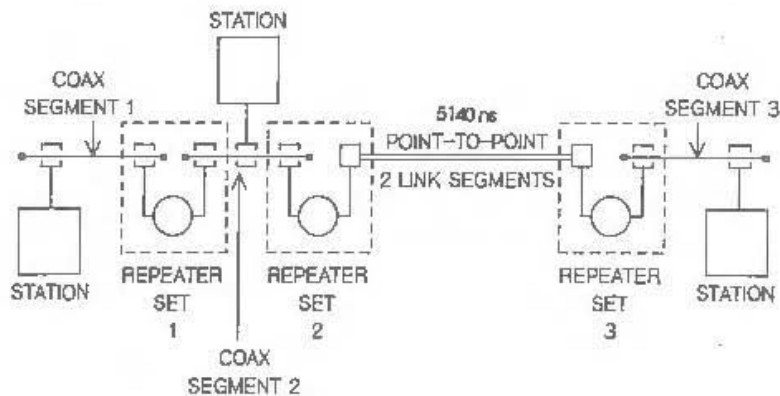 STATION
COAX
SEGMENT 1
5140 ns
POINT-TO-POINT
2 LINK SEGMENTS
COAX
SEGMENT 3
STATION
REPEATER
SET
1
REPEATER
SET
2
REPEATER
SET
3
STATION
COAX
SEGMENT 2